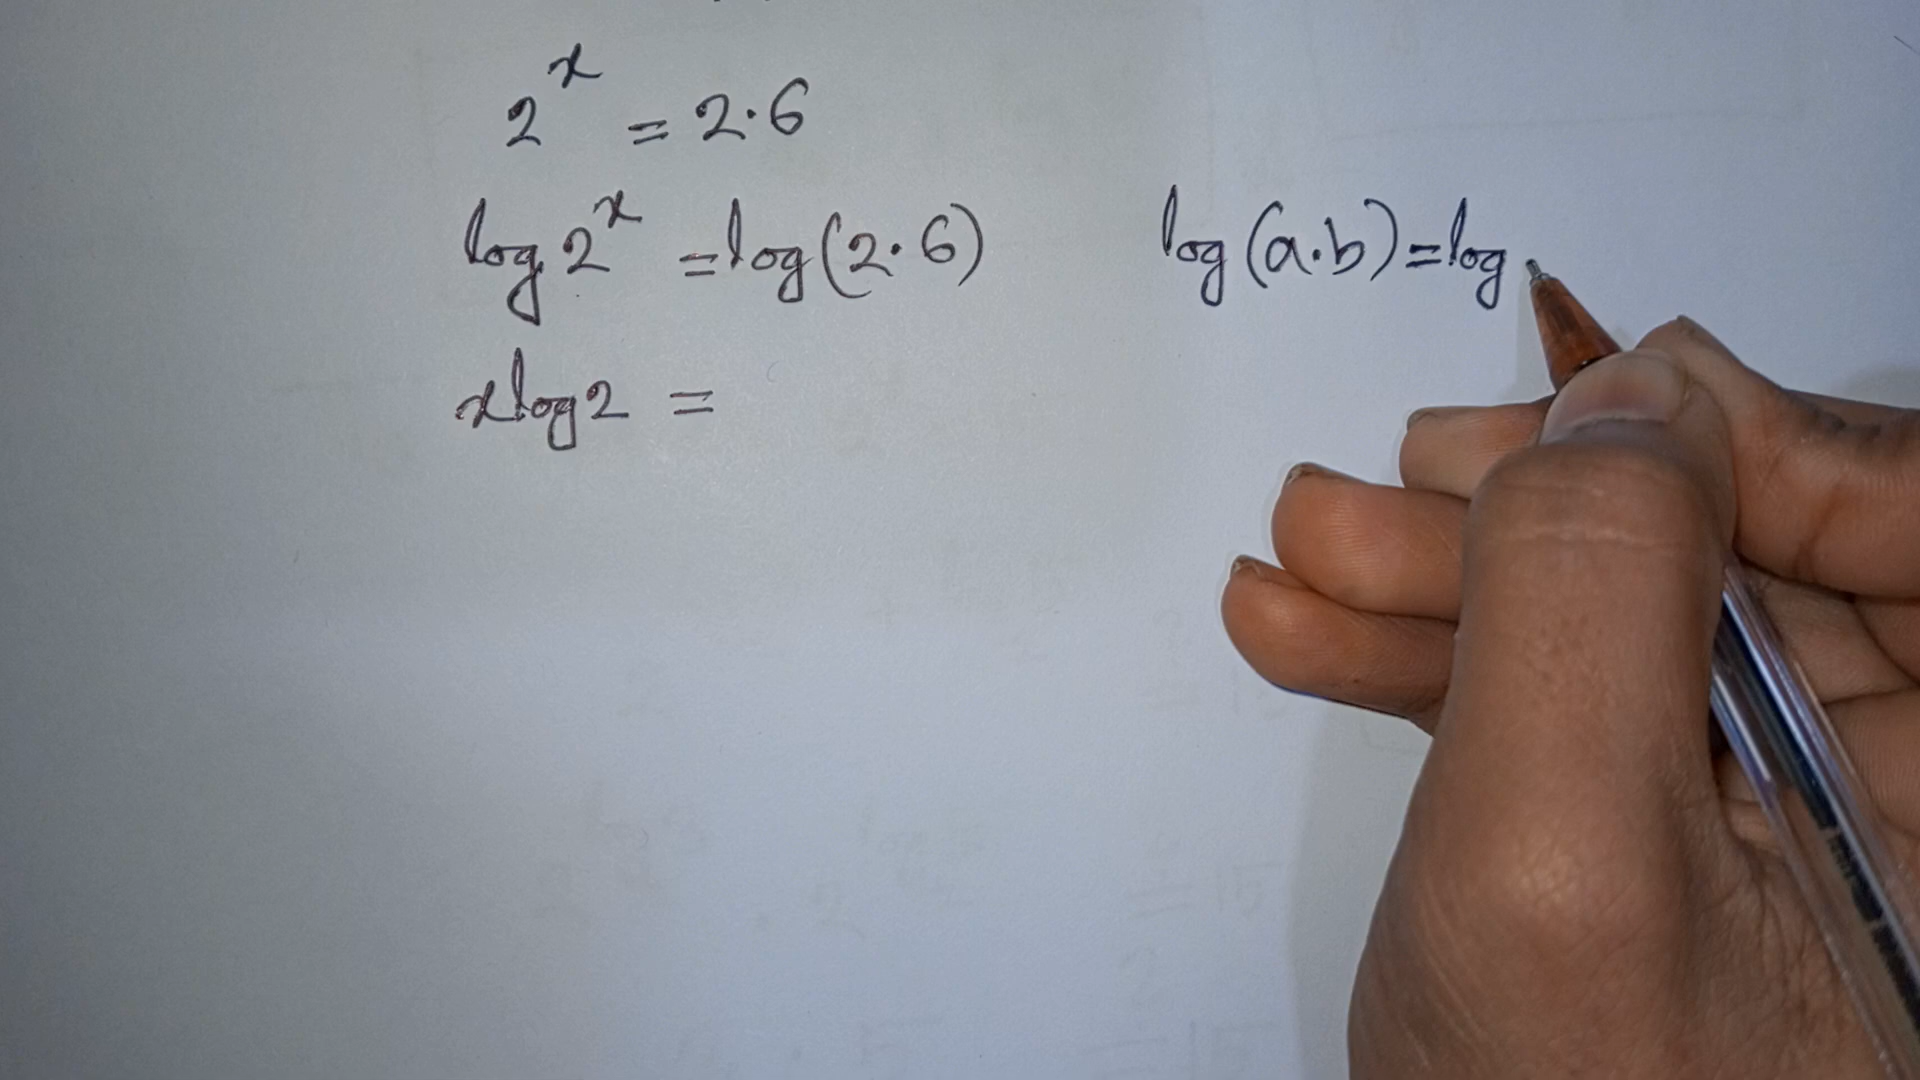 2^x = 2·6
log 2^x = log(2·6)
log(a·b) = log
x log 2 =